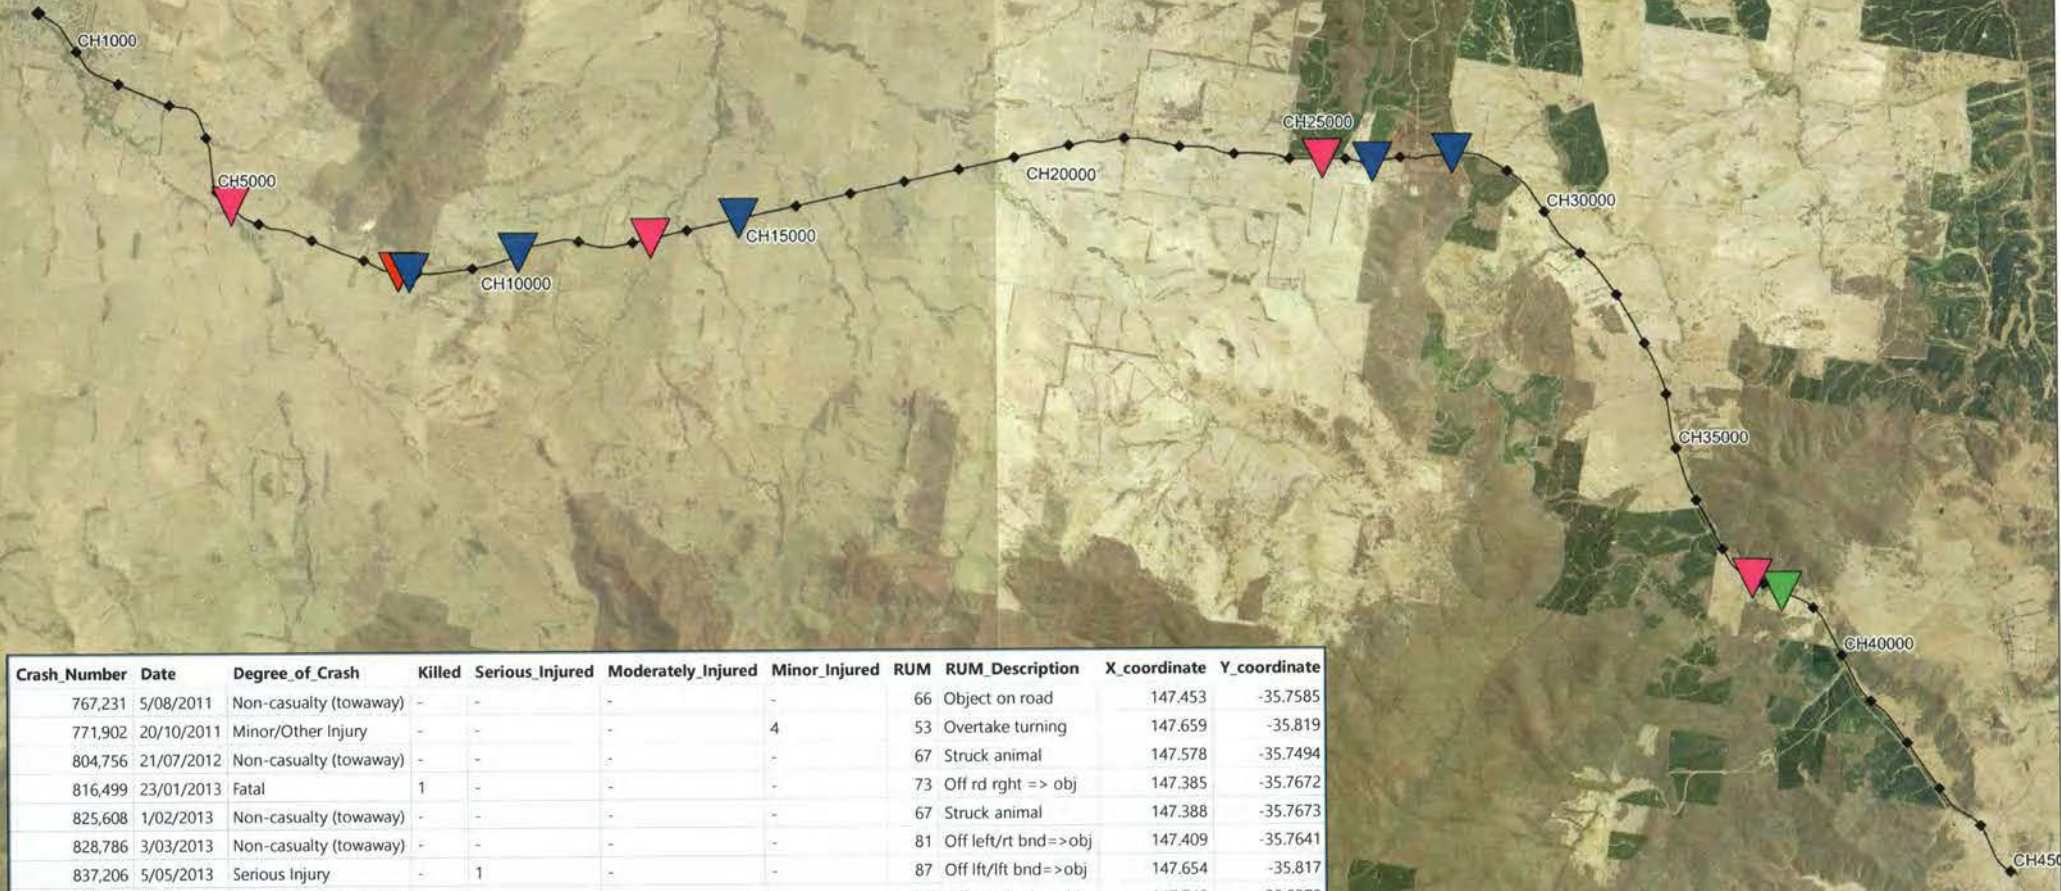 CH1000
CH5000
CH10000
CH15000
CH20000
CH25000
CH30000
CH35000
CH40000
CH450
Crash_Number Date Degree_of_Crash Killed Serious_Injured Moderately_Injured Minor_Injured RUM RUM_Description X_coordinate Y_coordinate
767,231 5/08/2011 Non-casualty (towaway) - - - - 66 Object on road 147.453 -35.7585
771,902 20/10/2011 Minor/Other Injury - - - 4 53 Overtake turning 147.659 -35.819
804,756 21/07/2012 Non-casualty (towaway) - - - - 67 Struck animal 147.578 -35.7494
816,499 23/01/2013 Fatal 1 - - - 73 Off rd rght => obj 147.385 -35.7672
825,608 1/02/2013 Non-casualty (towaway) - - - - 67 Struck animal 147.388 -35.7673
828,786 3/03/2013 Non-casualty (towaway) - - - - 81 Off left/rt bnd=>obj 147.409 -35.7641
837,206 5/05/2013 Serious Injury - 1 - - 87 Off lft/lft bnd=>obj 147.654 -35.817